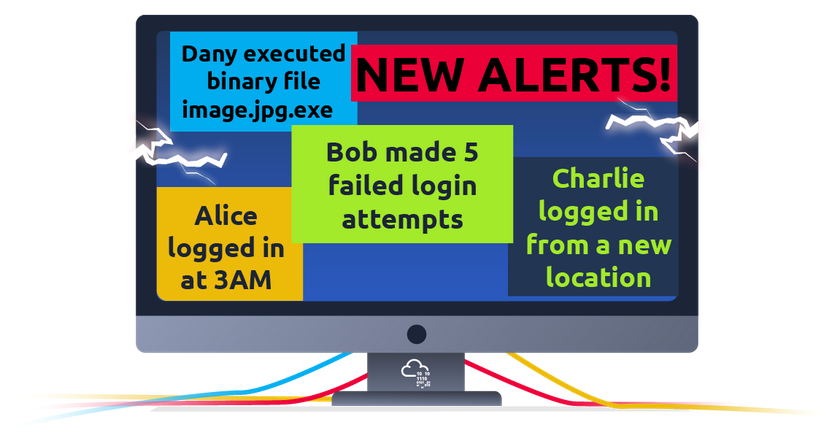 Dany executed
binary file
image.jpg.exe
NEW ALERTS!
Bob made 5
failed login
attempts
Alice
logged in
at 3AM
Charlie
logged in
from a new
location